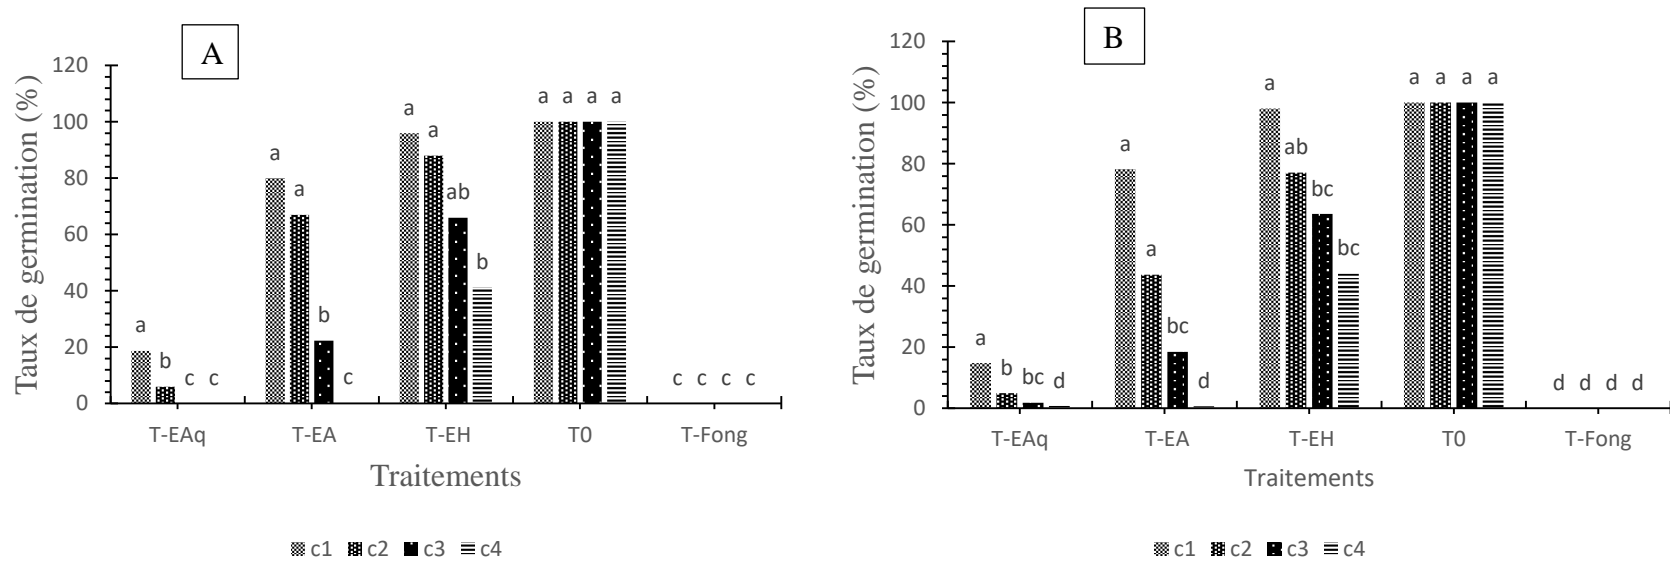 A
Taux de germination (%)
120
100
80
60
40
20
0
a
b
c c
a
a
b
c
a
a
ab
b
a a a a
c c c c
T-EAq T-EA T-EH T0 T-Fong
Traitements
c1 c2 c3 c4
B
Taux de germination (%)
120
100
80
60
40
20
0
a
b
bc
d
a
a
bc
d
a
ab
bc
bc
a a a a
d d d d
T-EAq T-EA T-EH T0 T-Fong
Traitements
c1 c2 c3 c4